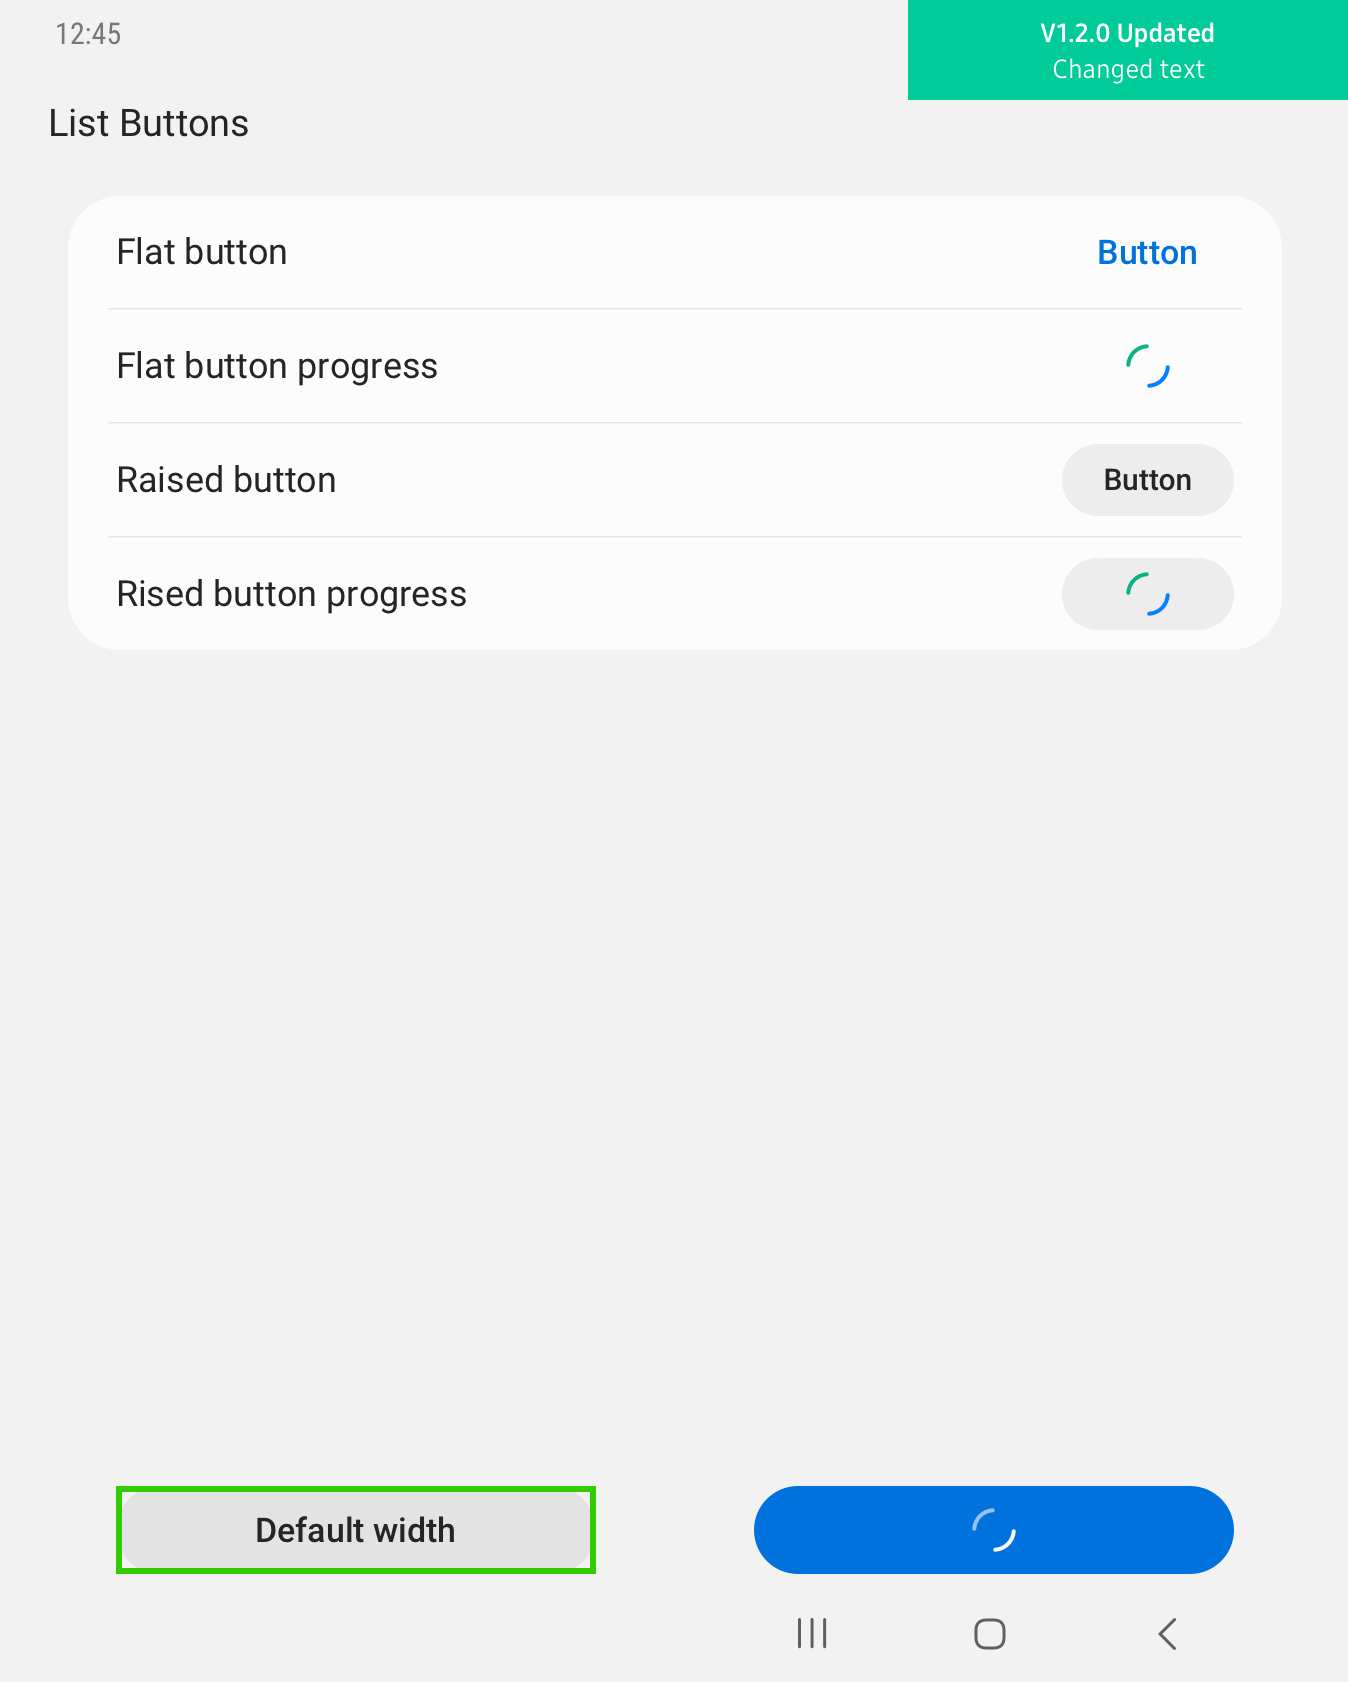 12:45
V1.2.0 Updated
Changed text
List Buttons
Flat button
Button
Flat button progress
Raised button
Button
Rised button progress
Default width